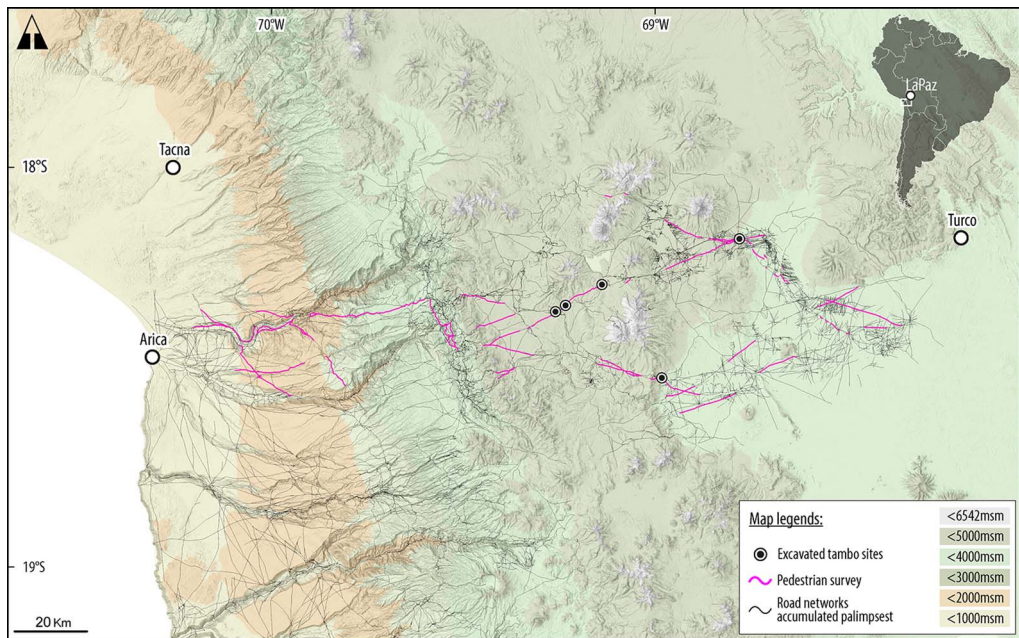 70°W
69°W
LaPaz
Tacna
18°S
Turco
Arica
19°S
20 Km
Map legends:
Excavated tambo sites
Pedestrian survey
Road networks
accumulated palimpsest
<6542msm
<5000msm
<4000msm
<3000msm
<2000msm
<1000msm